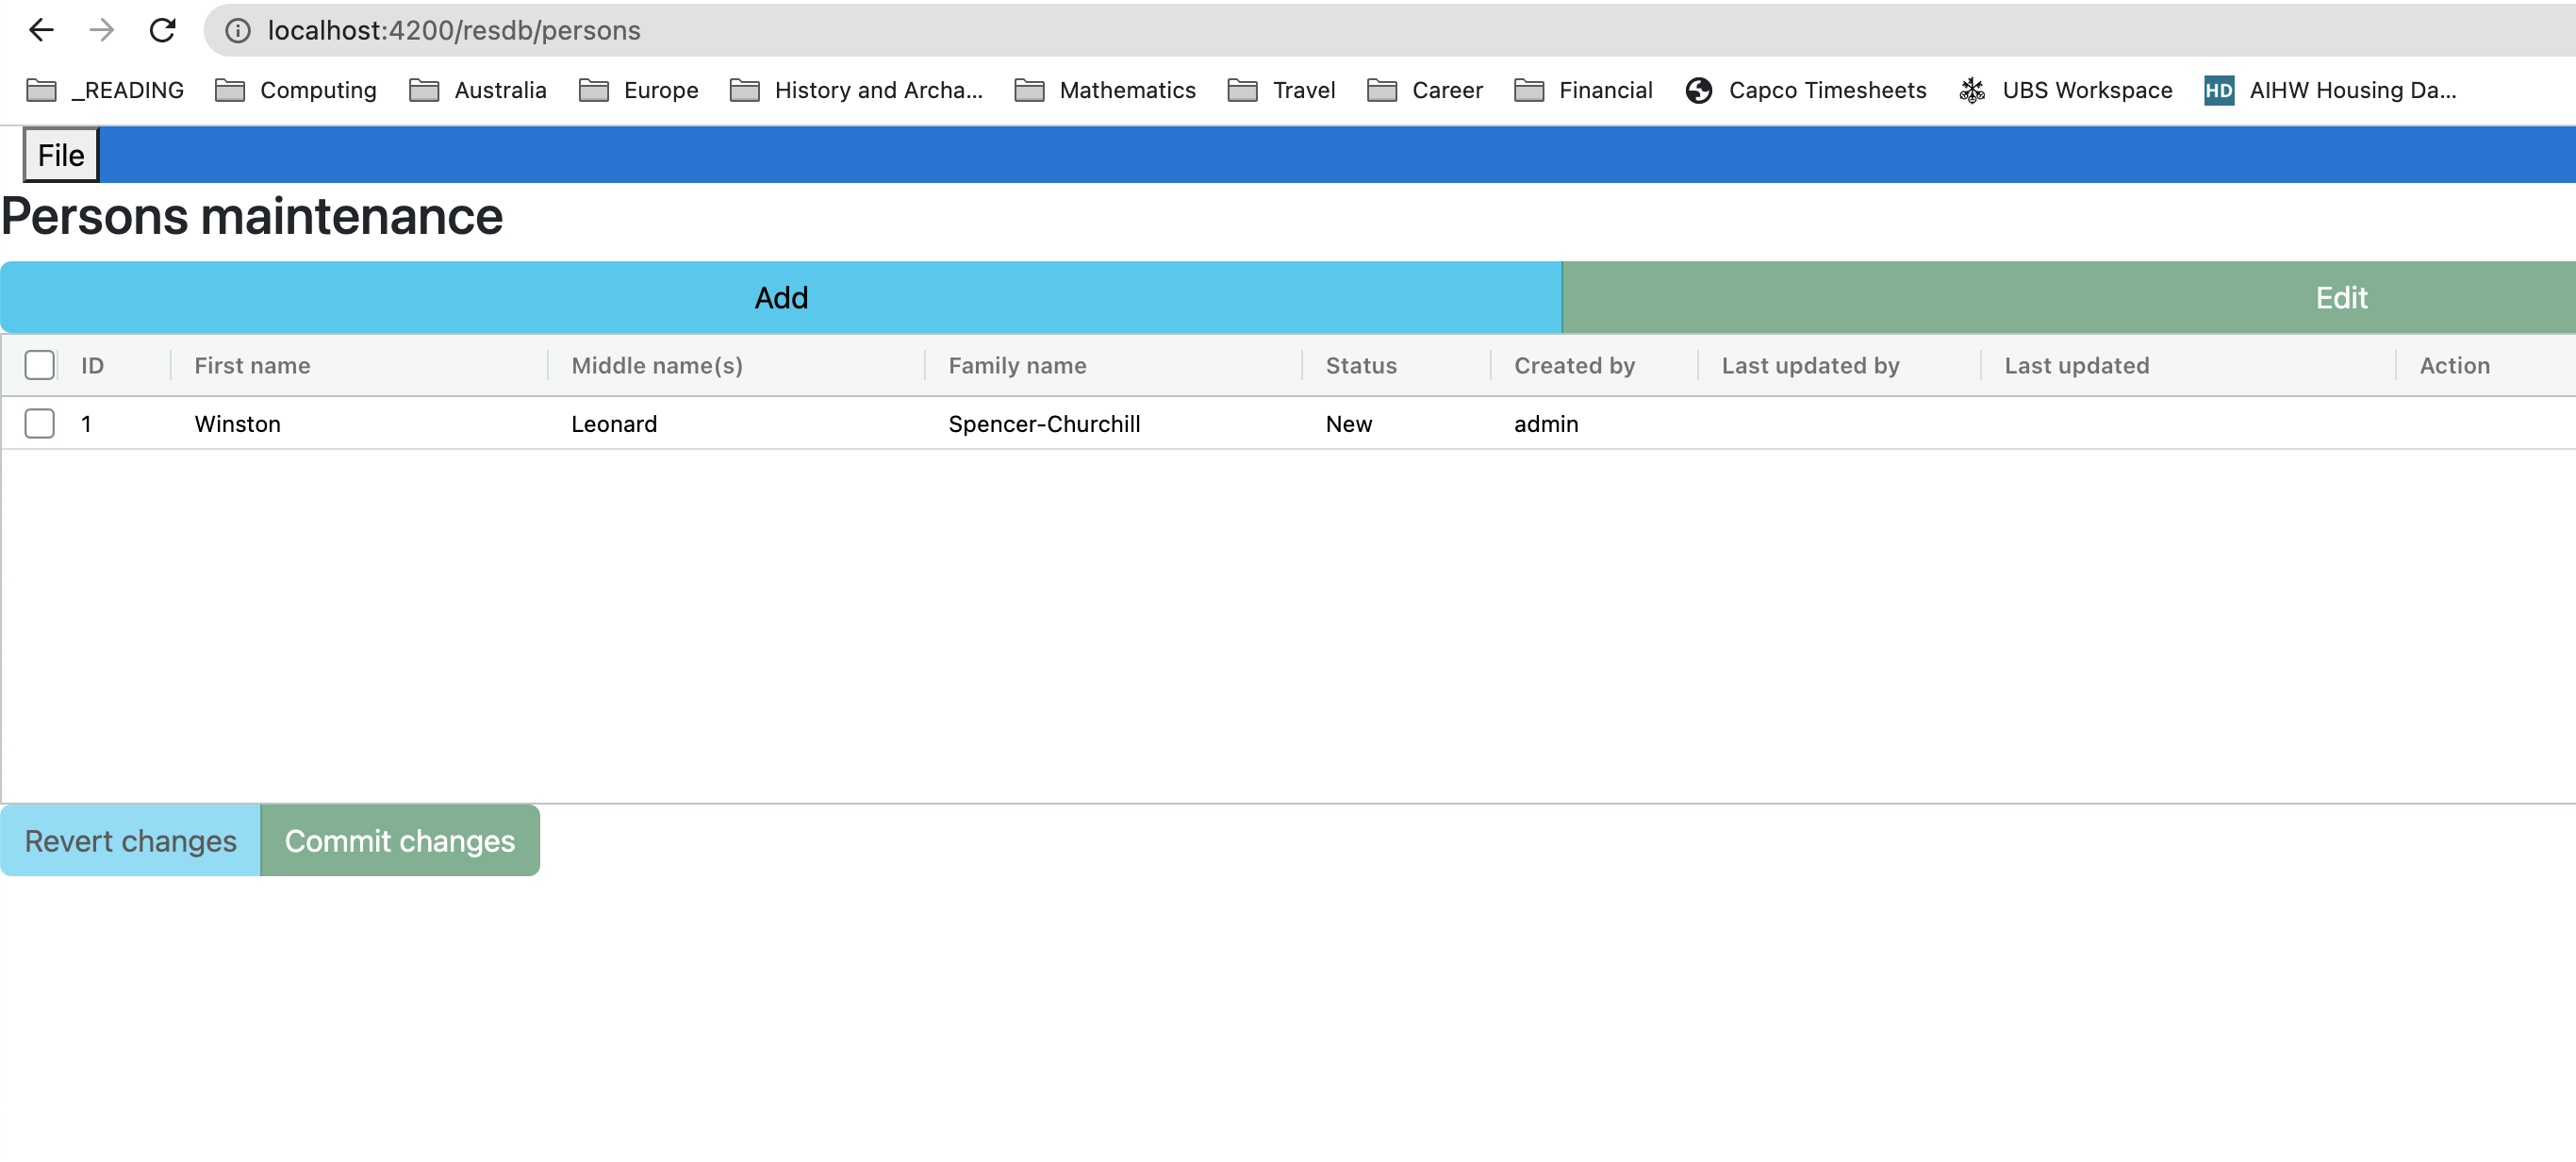 localhost:4200/resdb/persons
_READING Computing Australia Europe History and Archa... Mathematics Travel Career Financial Capco Timesheets UBS Workspace HD AIHW Housing Da...
File
Persons maintenance
Add Edit
ID First name Middle name(s) Family name Status Created by Last updated by Last updated Action
1 Winston Leonard Spencer-Churchill New admin
Revert changes Commit changes